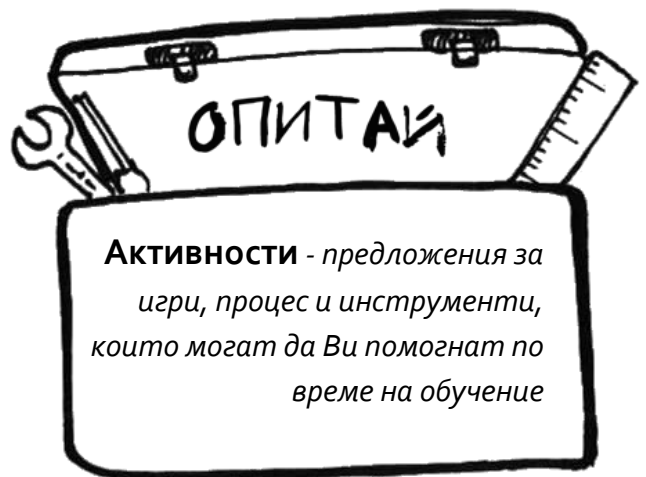 ОПИТАЙ
Активности - предложения за
игри, процес и инструменти,
които могат да Ви помогнат по
време на обучение